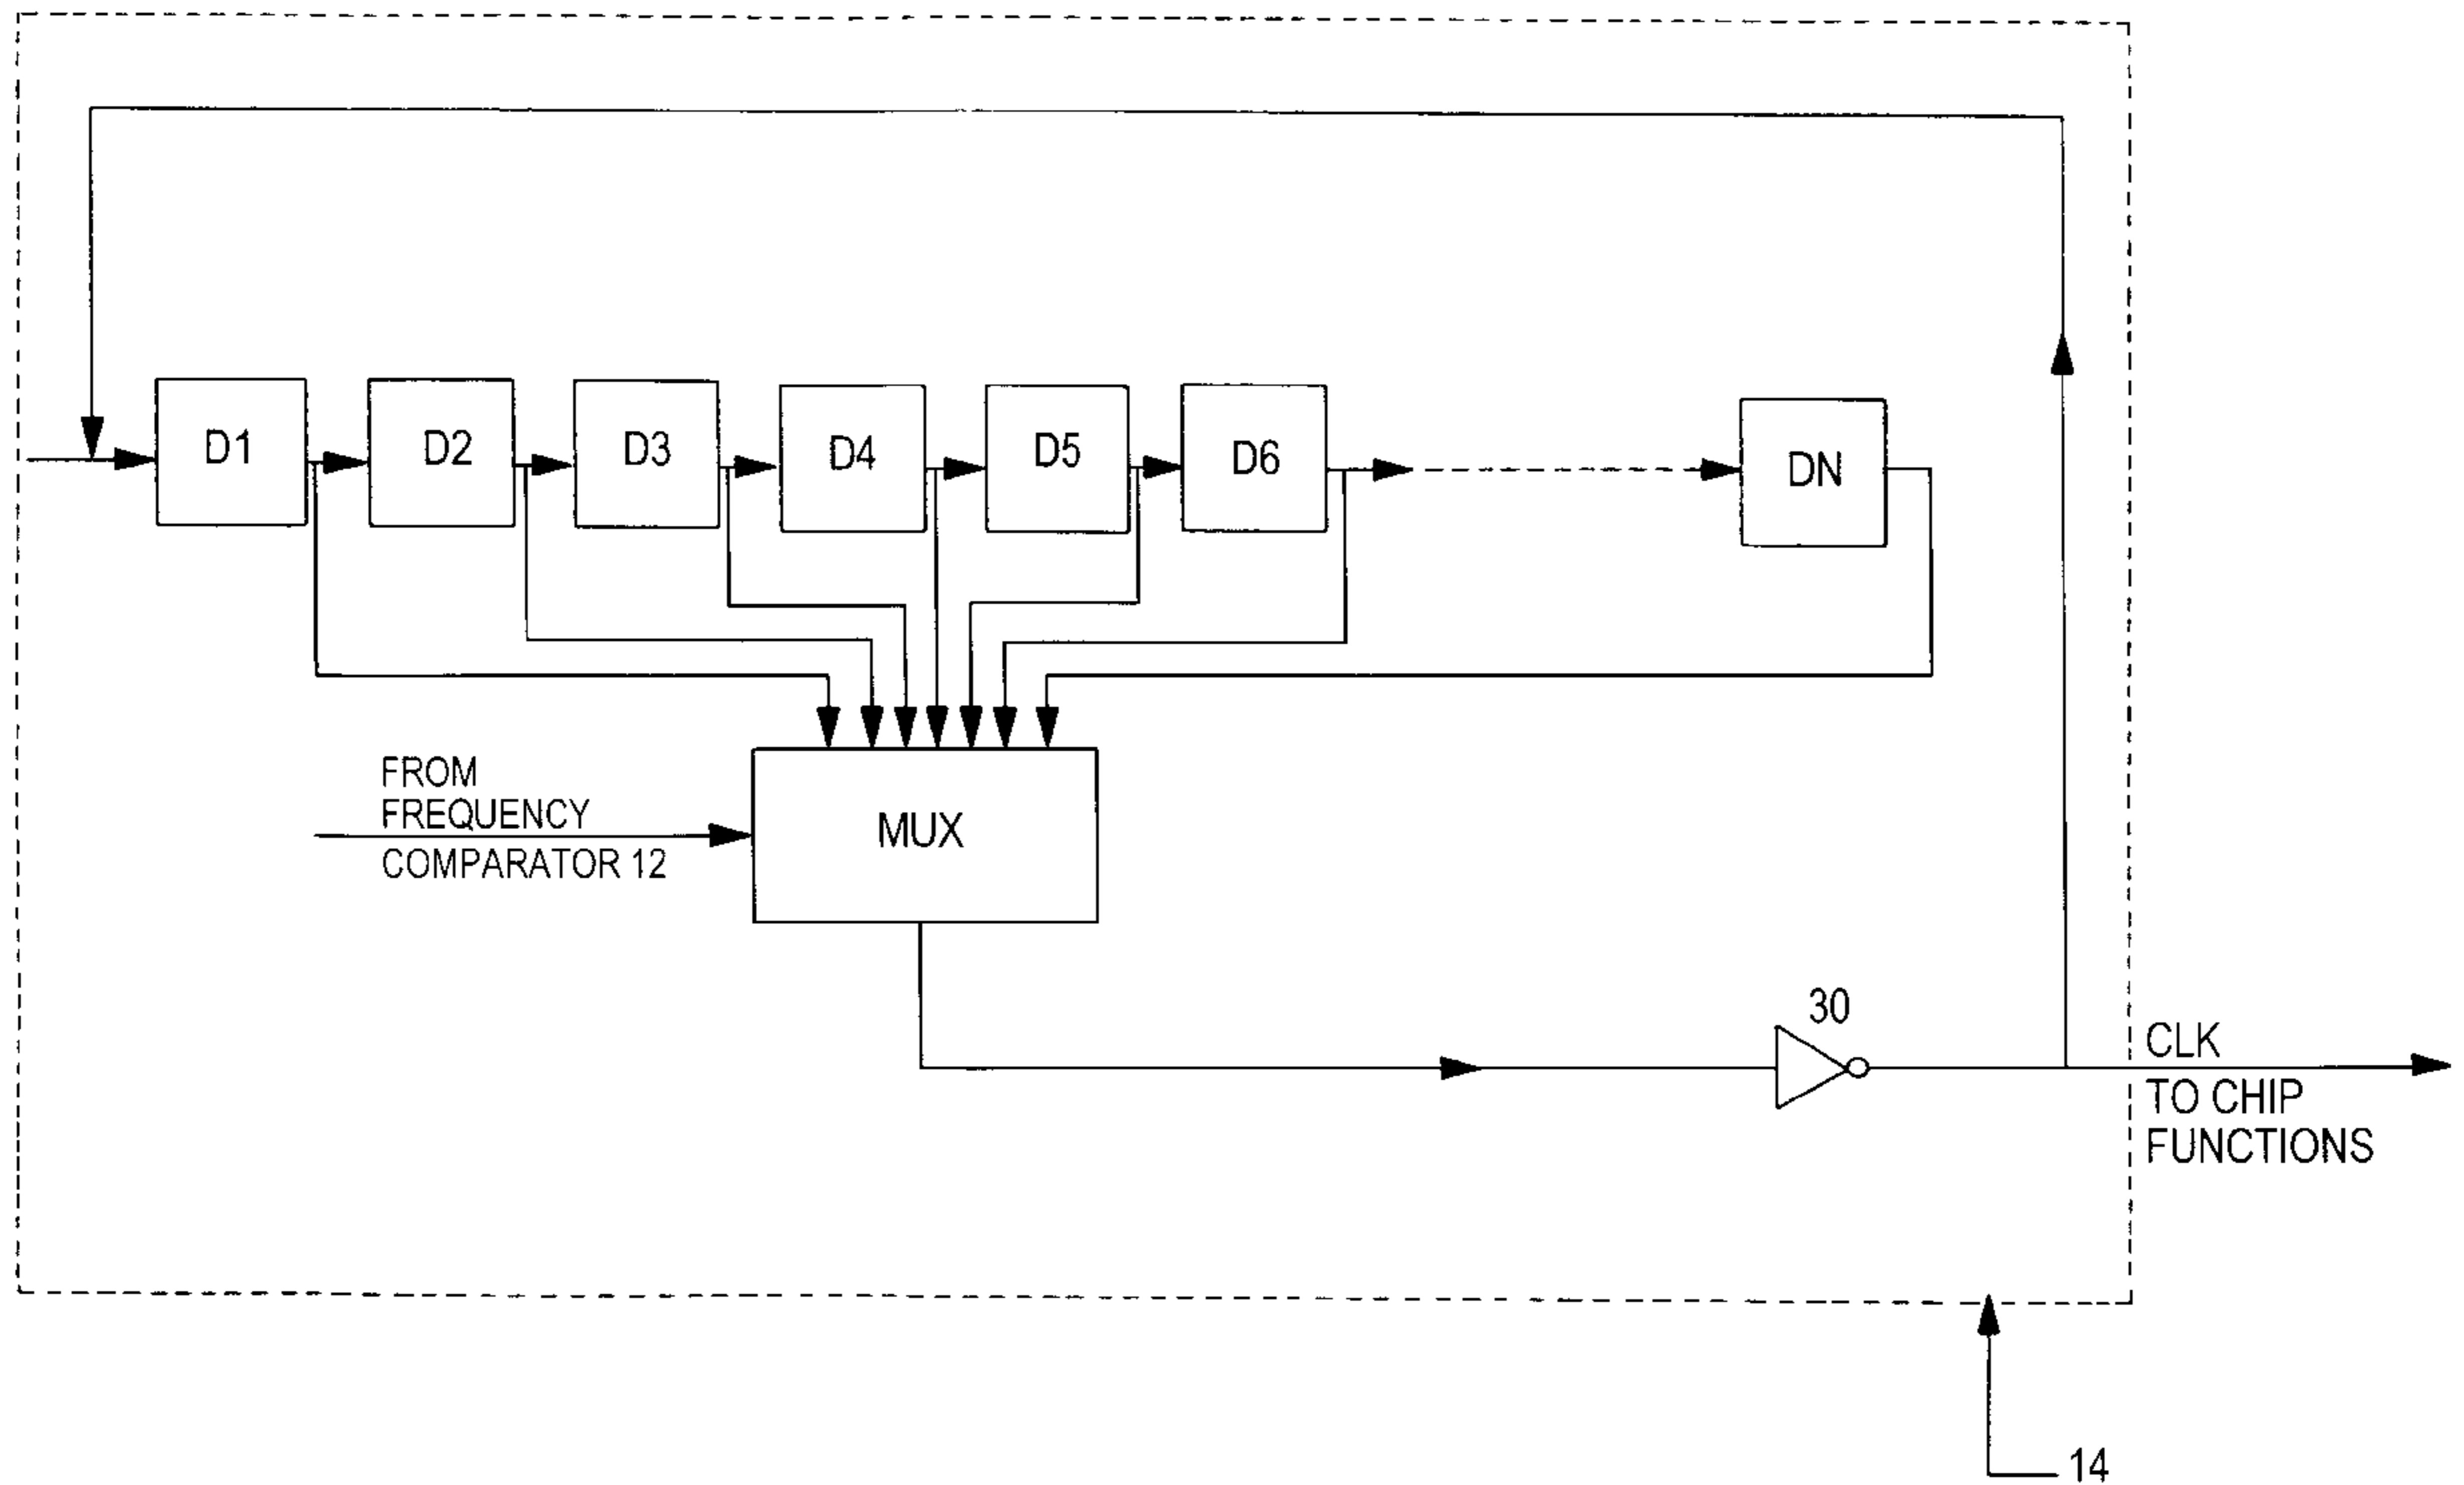 D1
D2
D3
D4
D5
D6
DN
FROM
FREQUENCY
COMPARATOR 12
MUX
30
CLK
TO CHIP
FUNCTIONS
14